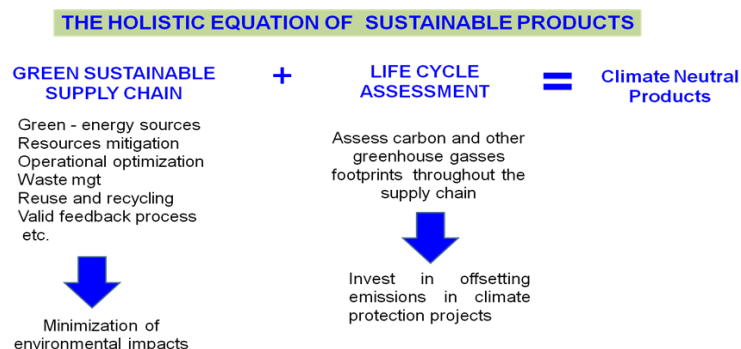 THE HOLISTIC EQUATION OF SUSTAINABLE PRODUCTS
GREEN SUSTAINABLE
SUPPLY CHAIN
+
LIFE CYCLE
ASSESSMENT
=
Climate Neutral
Products
Green - energy sources
Resources mitigation
Operational optimization
Waste mgt
Reuse and recycling
Valid feedback process
etc.
Minimization of
environmental impacts
Assess carbon and other
greenhouse gasses
footprints throughout the
supply chain
Invest in offsetting
emissions in climate
protection projects